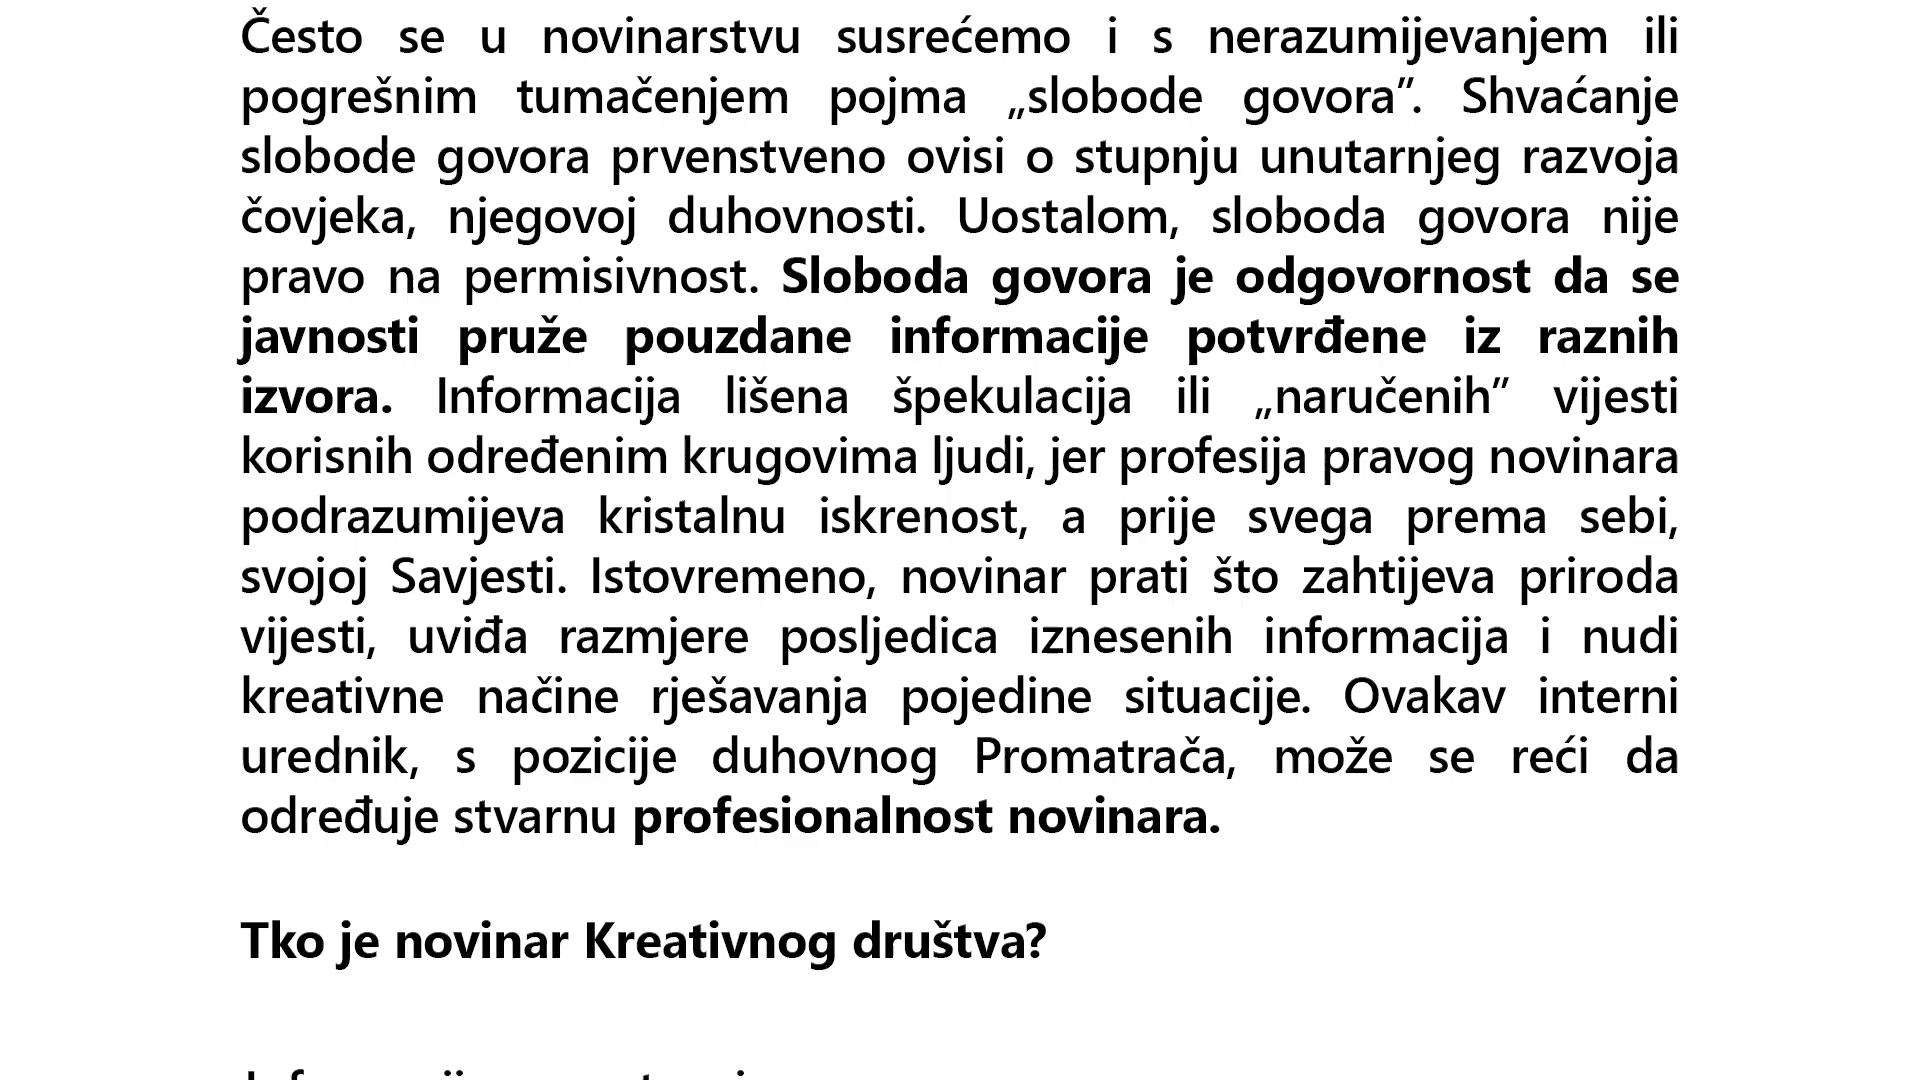 Često se u novinarstvu susrećemo i s nerazumijevanjem ili
pogrešnim tumačenjem pojma „slobode govora”. Shvaćanje
slobode govora prvenstveno ovisi o stupnju unutarnjeg razvoja
čovjeka, njegovoj duhovnosti. Uostalom, sloboda govora nije
pravo na permisivnost. Sloboda govora je odgovornost da se
javnosti pruže pouzdane informacije potvrđene iz raznih
izvora. Informacija lišena špekulacija ili „naručenih” vijesti
korisnih određenim krugovima ljudi, jer profesija pravog novinara
podrazumijeva kristalnu iskrenost, a prije svega prema sebi,
svojoj Savjesti. Istovremeno, novinar prati što zahtijeva priroda
vijesti, uviđa razmjere posljedica iznesenih informacija i nudi
kreativne načine rješavanja pojedine situacije. Ovakav interni
urednik, s pozicije duhovnog Promatrača, može se reći da
određuje stvarnu profesionalnost novinara.
Tko je novinar Kreativnog društva?